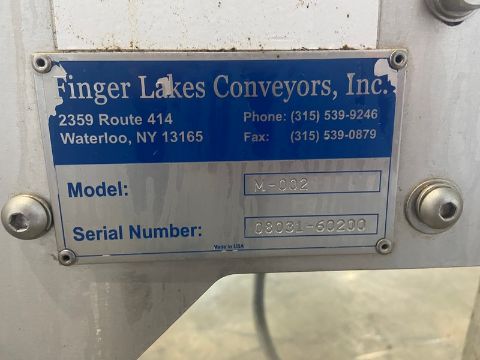 Finger Lakes Conveyors, Inc.
2359 Route 414 Phone: (315) 539-9246
Waterloo, NY 13165 Fax: (315) 539-0879
Model: M-002
Serial Number: 08031-60200
Made in USA